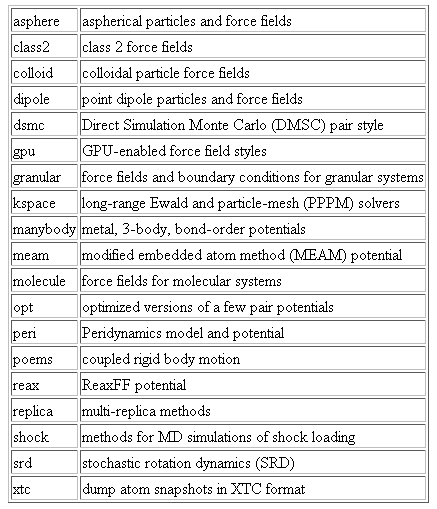 asphere aspherical particles and force fields
class2 class 2 force fields
colloid colloidal particle force fields
dipole point dipole particles and force fields
dsmc Direct Simulation Monte Carlo (DMSC) pair style
gpu GPU-enabled force field styles
granular force fields and boundary conditions for granular systems
kspace long-range Ewald and particle-mesh (PPPM) solvers
manybody metal, 3-body, bond-order potentials
meam modified embedded atom method (MEAM) potential
molecule force fields for molecular systems
opt optimized versions of a few pair potentials
peri Peridynamics model and potential
poems coupled rigid body motion
reax ReaxFF potential
replica multi-replica methods
shock methods for MD simulations of shock loading
srd stochastic rotation dynamics (SRD)
xtc dump atom snapshots in XTC format